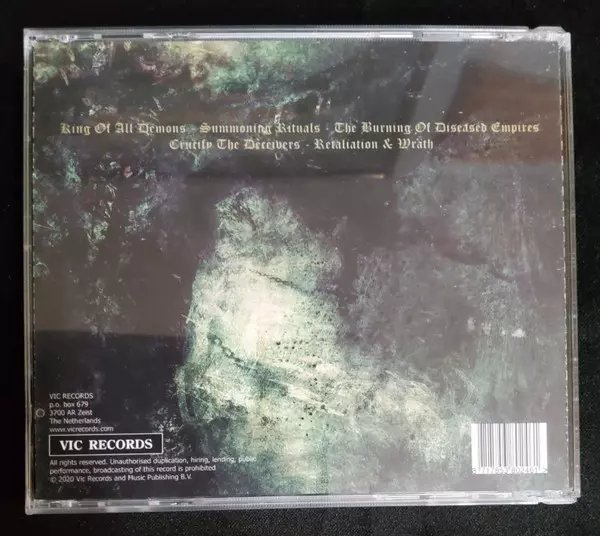 King Of All Demons - Summoning Rituals - The Burning Of Diseased Empires
Crucify The Deceivers - Retaliation & Wrath
VIC RECORDS
p.o. box 679
3700 AR Zeist
The Netherlands
www.vicrecords.com
VIC RECORDS
All rights reserved. Unauthorised duplication, hiring, lending, public
performance, broadcasting of this record is prohibited
© 2020 Vic Records and Music Publishing B.V.